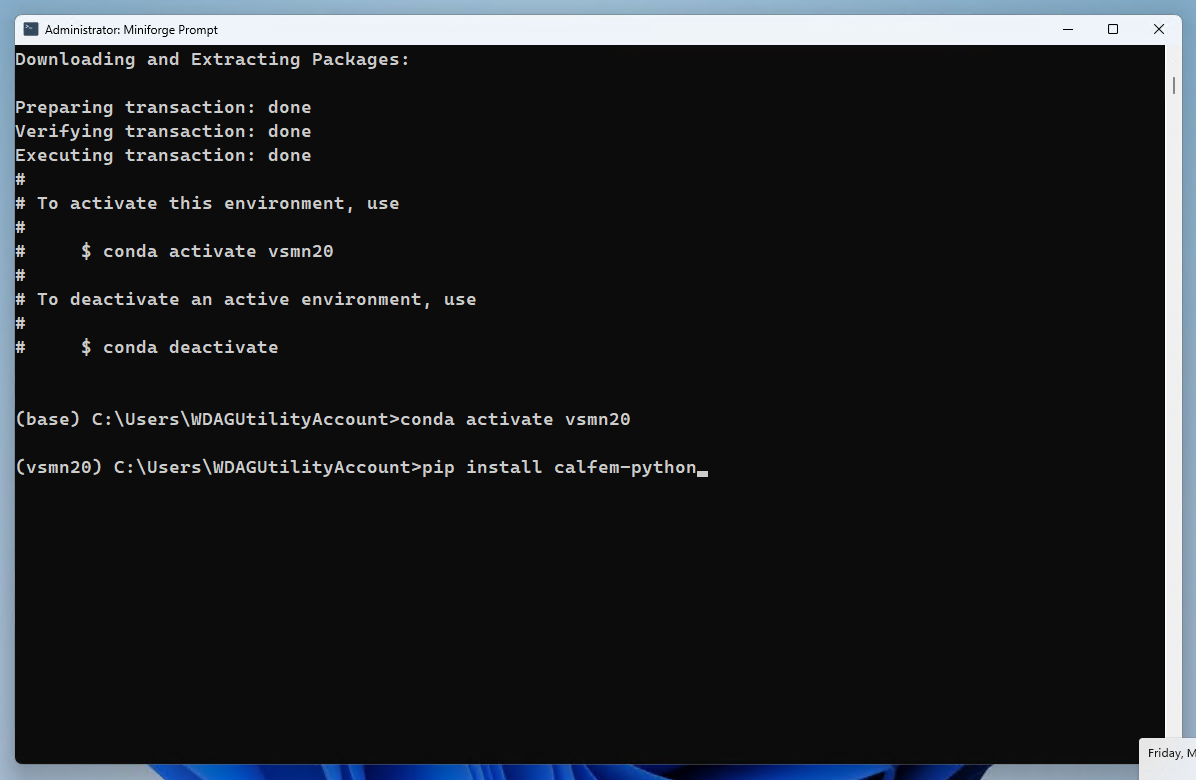 Administrator: Miniforge Prompt
Downloading and Extracting Packages:
Preparing transaction: done
Verifying transaction: done
Executing transaction: done
#
# To activate this environment, use
#
#     $ conda activate vsmn20
#
# To deactivate an active environment, use
#
#     $ conda deactivate
(base) C:\Users\WDAGUtilityAccount>conda activate vsmn20
(vsmn20) C:\Users\WDAGUtilityAccount>pip install calfem-python
Friday, M